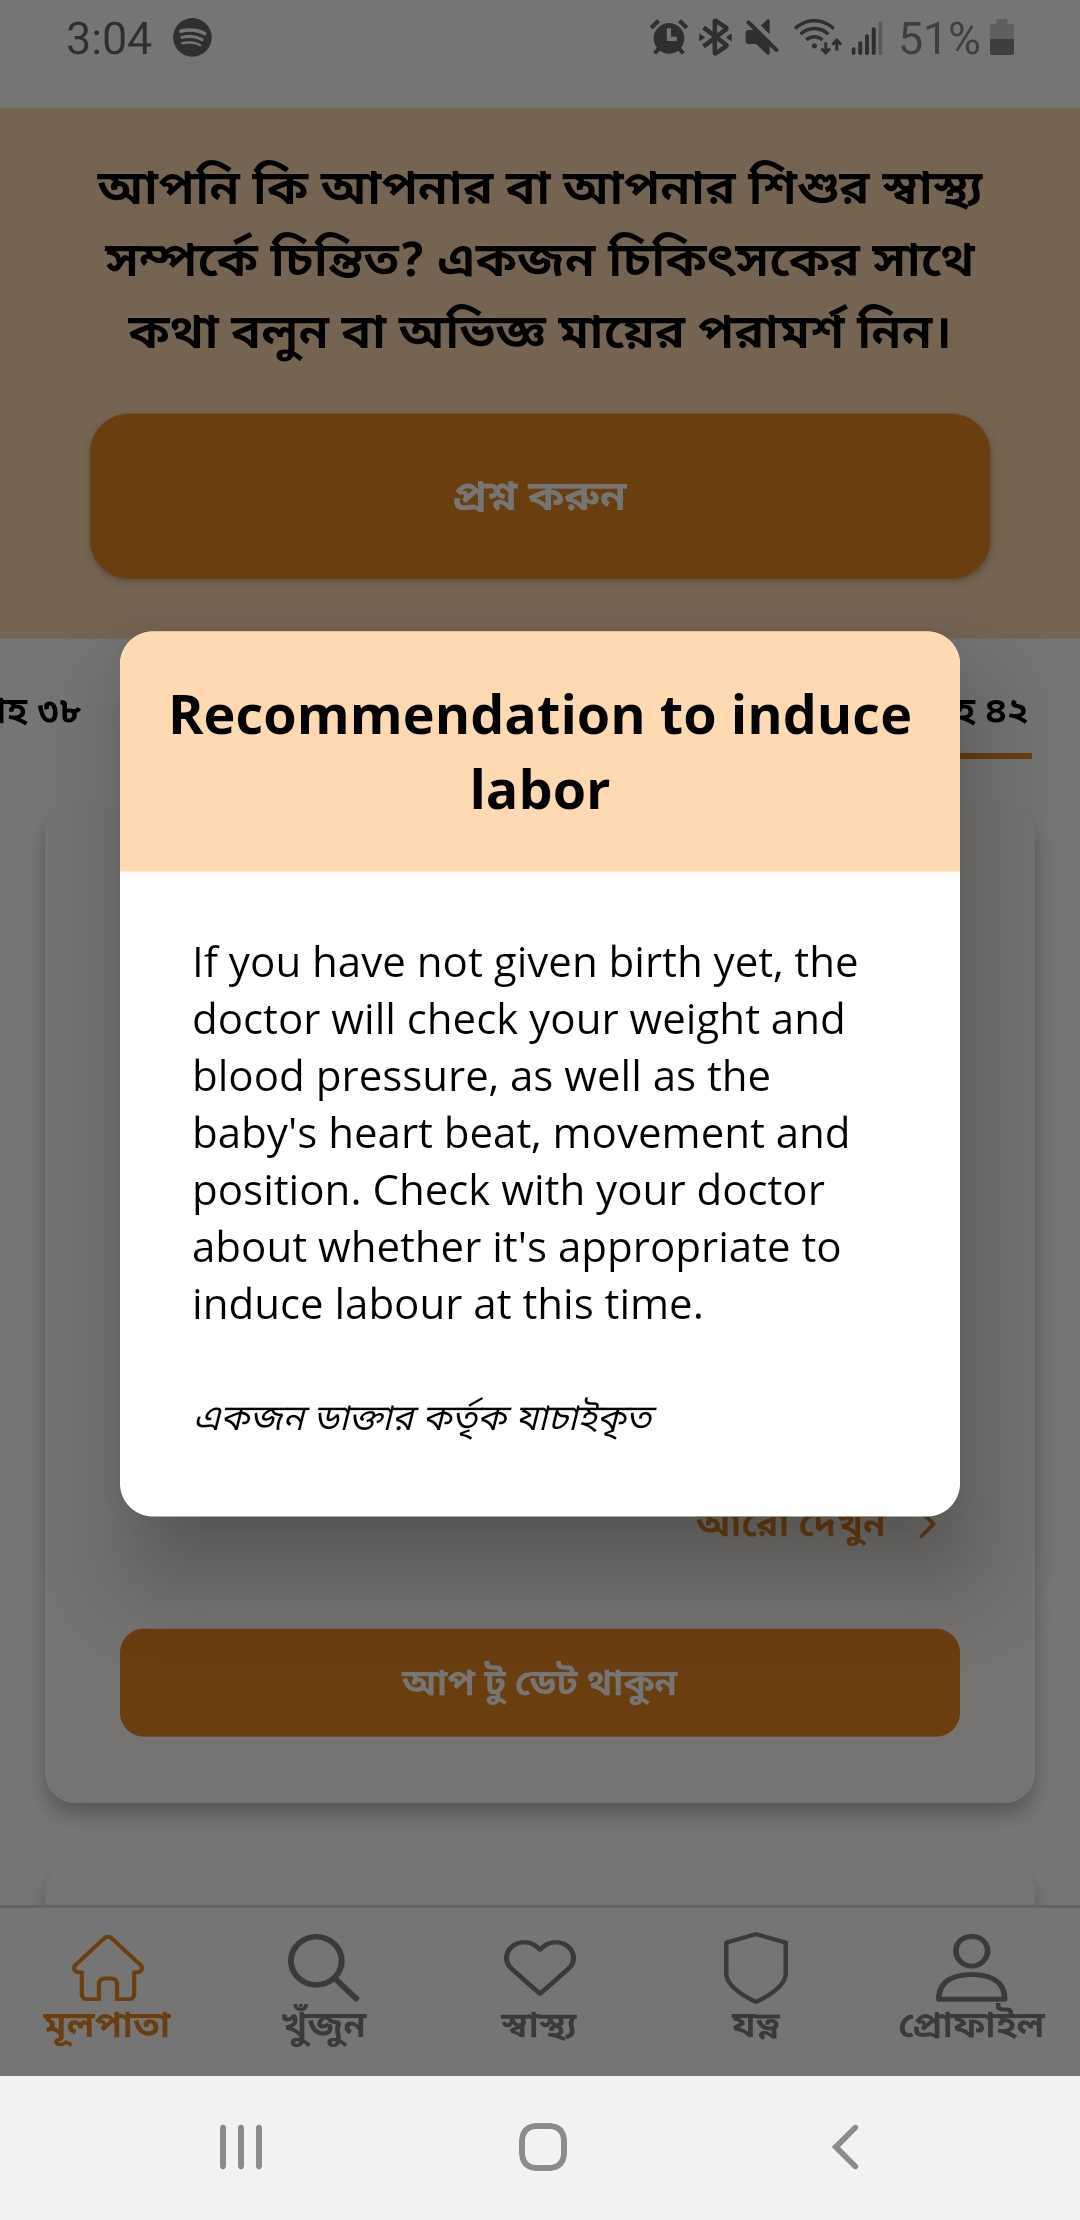 3:04 51%
আপনি কি আপনার বা আপনার শিশুর স্বাস্থ্য
সম্পর্কে চিন্তিত? একজন চিকিৎসকের সাথে
কথা বলুন বা অভিজ্ঞ মায়ের পরামর্শ নিন।
প্রশ্ন করুন
৩৮
৪২
Recommendation to induce
labor
If you have not given birth yet, the
doctor will check your weight and
blood pressure, as well as the
baby's heart beat, movement and
position. Check with your doctor
about whether it's appropriate to
induce labour at this time.
একজন ডাক্তার কর্তৃক যাচাইকৃত
আরো দেখুন
আপ টু ডেট থাকুন
মূলপাতা খুঁজুন স্বাস্থ্য যত্ন প্রোফাইল